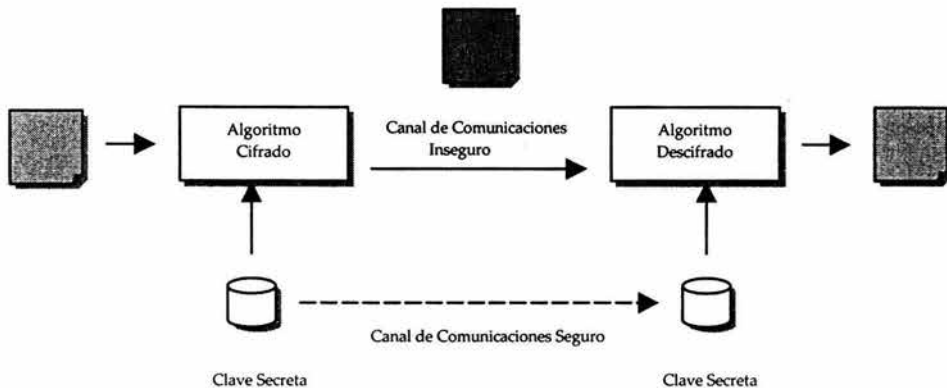 Algoritmo
Cifrado
Canal de Comunicaciones
Inseguro
Algoritmo
Descifrado
Canal de Comunicaciones Seguro
Clave Secreta
Clave Secreta